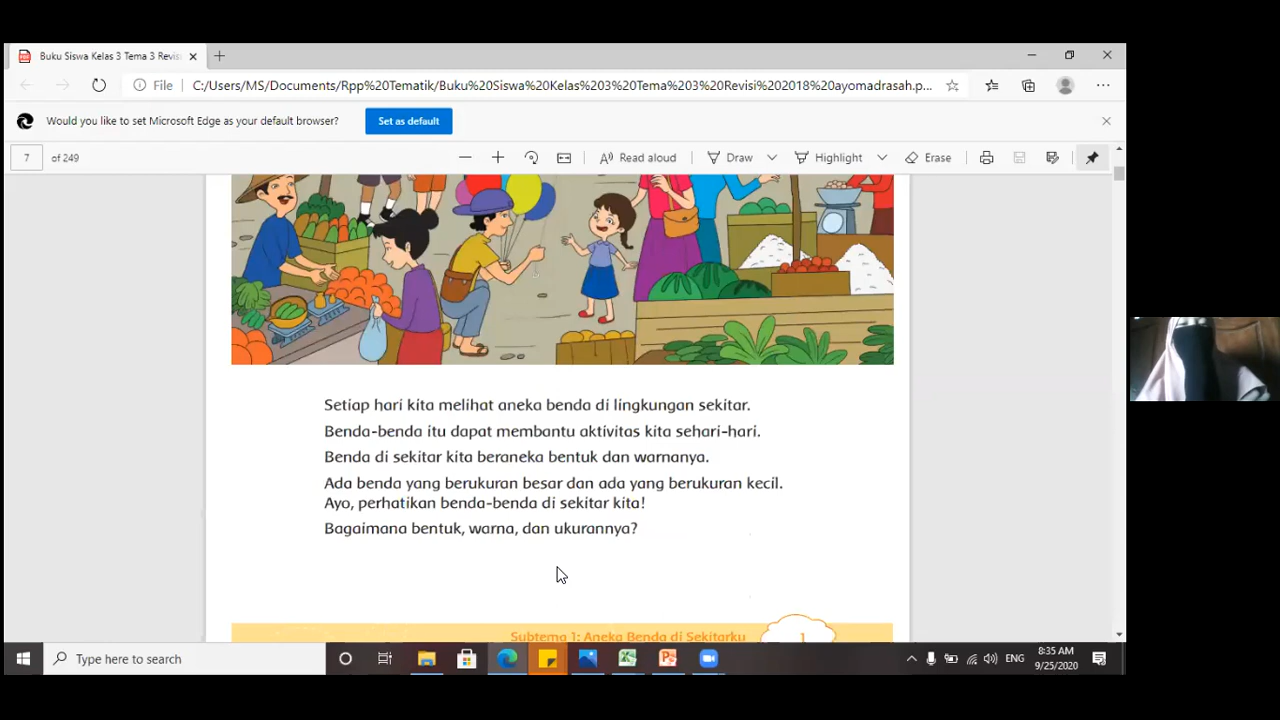 Buku Siswa Kelas 3 Tema 3 Revis
File
C:/Users/MS/Documents/Rpp%20Tematik/Buku%20Siswa%20Kelas%203%20Tema%203%20Revisi%202018%20ayomadrasah.p...
Would you like to set Microsoft Edge as your default browser?
Set as default
7
of 249
Read aloud
Draw
Highlight
Erase
Setiap hari kita melihat aneka benda di lingkungan sekitar.
Benda-benda itu dapat membantu aktivitas kita sehari-hari.
Benda di sekitar kita beraneka bentuk dan warnanya.
Ada benda yang berukuran besar dan ada yang berukuran kecil.
Ayo, perhatikan benda-benda di sekitar kita!
Bagaimana bentuk, warna, dan ukurannya?
Subtema 1: Aneka Benda di Sekitarku
1
Type here to search
ENG
8:35 AM
9/25/2020